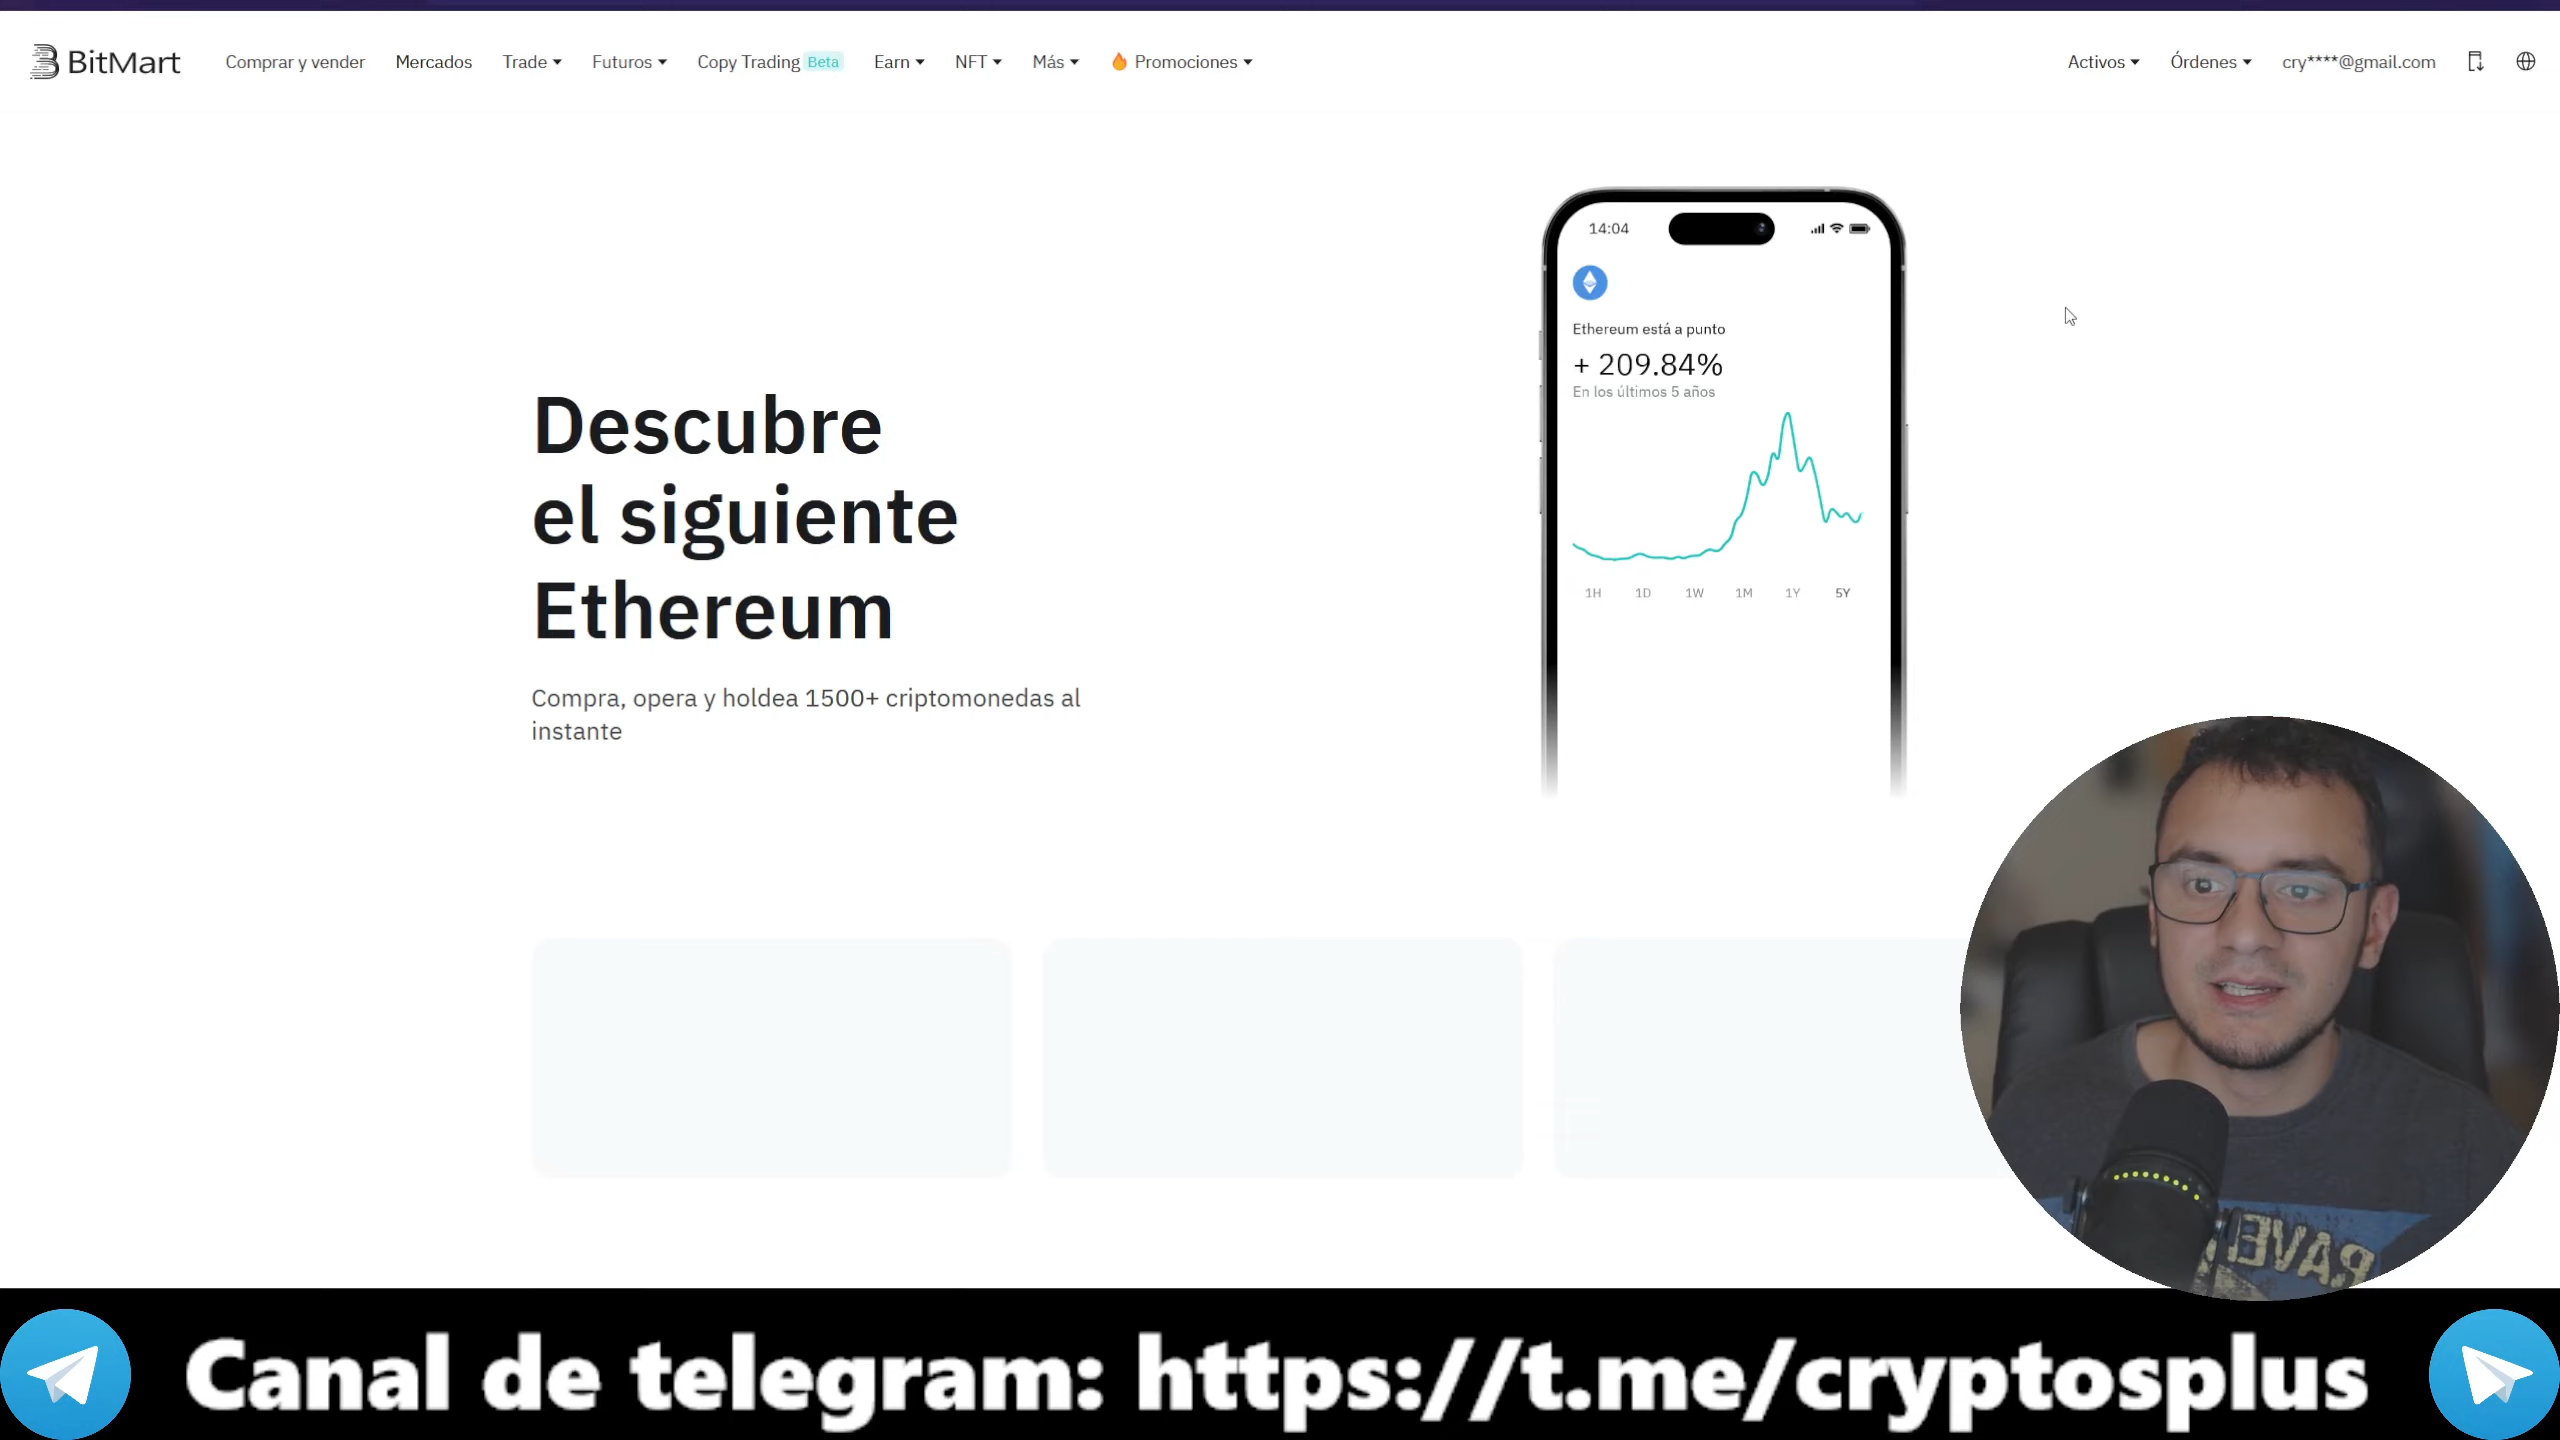 BitMart
Comprar y vender
Mercados
Trade
Futuros
Copy Trading Beta
Earn
NFT
Más
Promociones
Activos
Órdenes
cry****@gmail.com
14:04
Ethereum está a punto
+ 209.84%
En los últimos 5 años
1H 1D 1W 1M 1Y 5Y
Descubre
el siguiente
Ethereum
Compra, opera y holdea 1500+ criptomonedas al
instante
Canal de telegram: https://t.me/cryptosplus